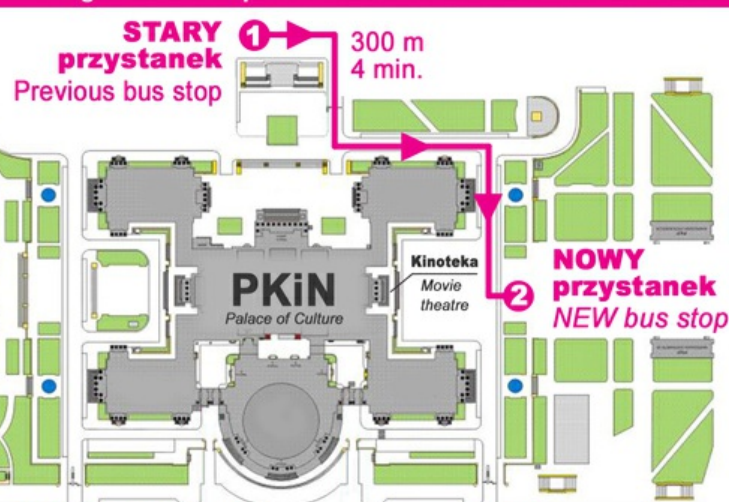 STARY
przystanek
Previous bus stop
1
300 m
4 min.
Kinoteka
Movie
theatre
PKiN
Palace of Culture
2
NOWY
przystanek
NEW bus stop